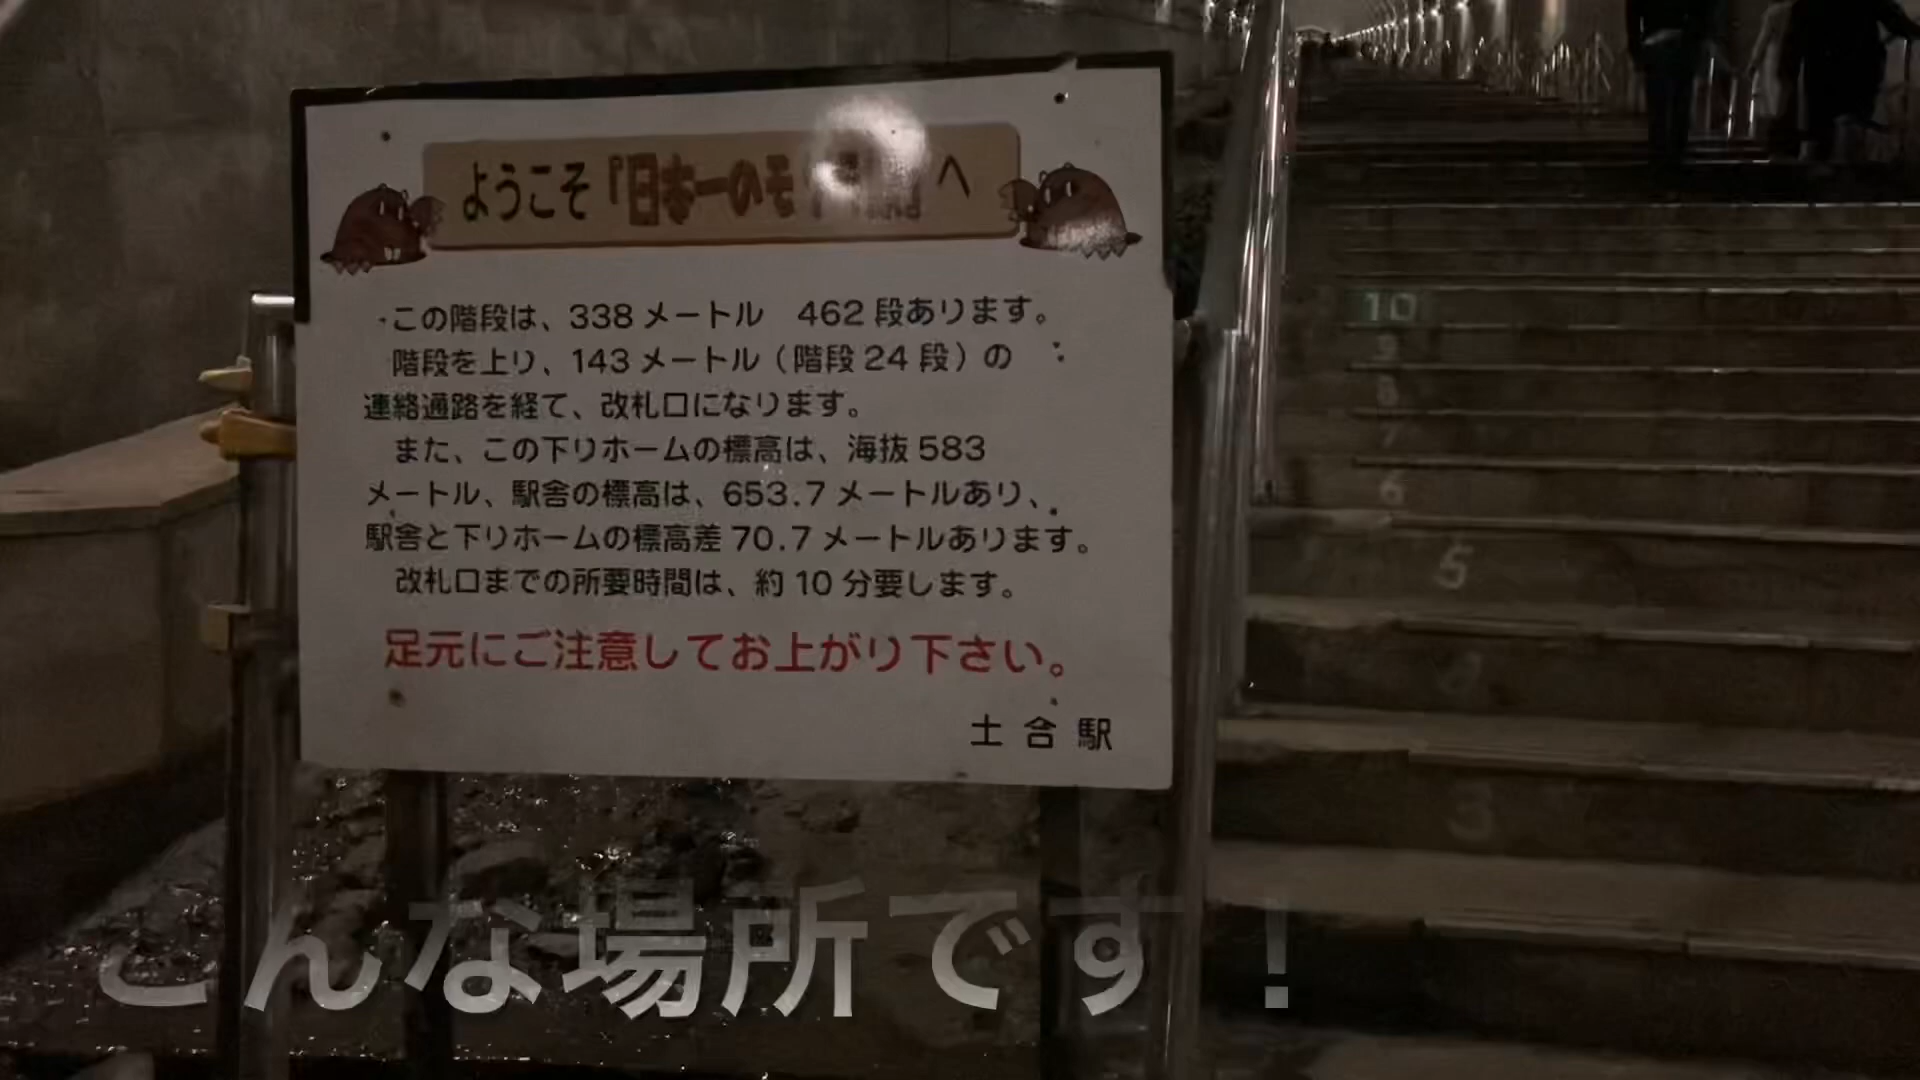 ようこそ『日本一のモ へ
この階段は、338メートル 462段あります。
階段を上り、143メートル（階段24段）の
連絡通路を経て、改札口になります。
また、この下りホームの標高は、海抜583
メートル、駅舎の標高は、653.7メートルあり、
駅舎と下りホームの標高差70.7メートルあります。
改札口までの所要時間は、約10分要します。
足元にご注意してお上がり下さい。
土合駅
10
9
8
7
6
5
3
こんな場所です！